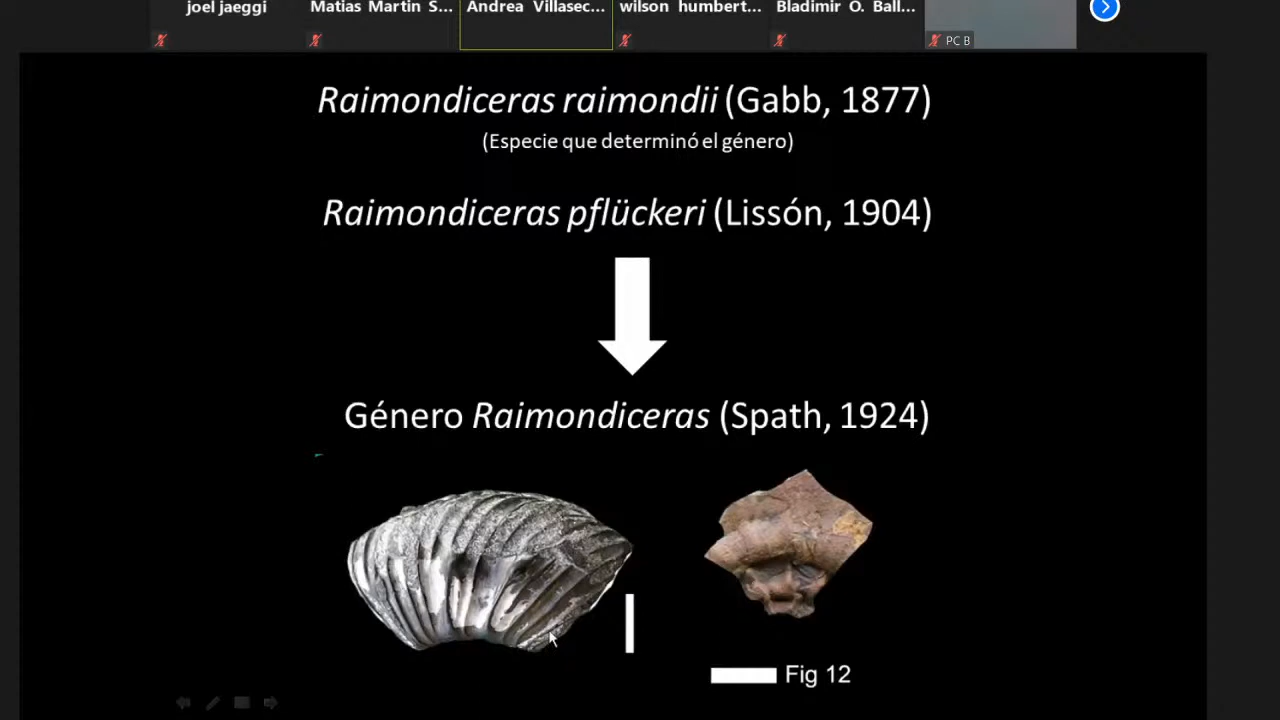 joel jaeggi
Matias Martin S...
Andrea Villasec...
wilson humbert...
Bladimir O. Ball...
PC B
Raimondiceras raimondii (Gabb, 1877)
(Especie que determinó el género)
Raimondiceras pflückeri (Lissón, 1904)
Género Raimondiceras (Spath, 1924)
Fig 12